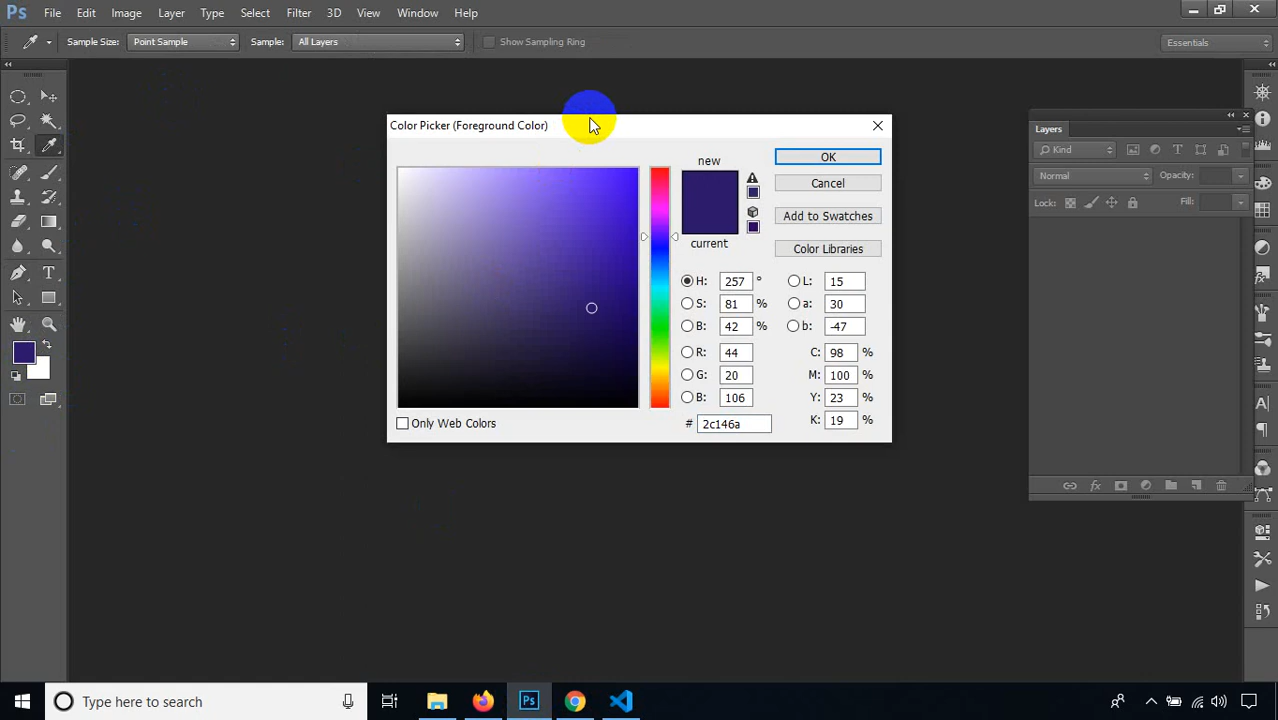 Ps File Edit Image Layer Type Select Filter 3D View Window Help
Sample Size: Point Sample Sample: All Layers Show Sampling Ring Essentials
Color Picker (Foreground Color)
new
current
OK
Cancel
Add to Swatches
Color Libraries
H: 257 ° L: 15
S: 81 % a: 30
B: 42 % b: -47
R: 44 C: 98 %
G: 20 M: 100 %
B: 106 Y: 23 %
# 2c146a K: 19 %
Only Web Colors
Layers
Kind
Normal Opacity:
Lock: Fill:
Type here to search
Ps